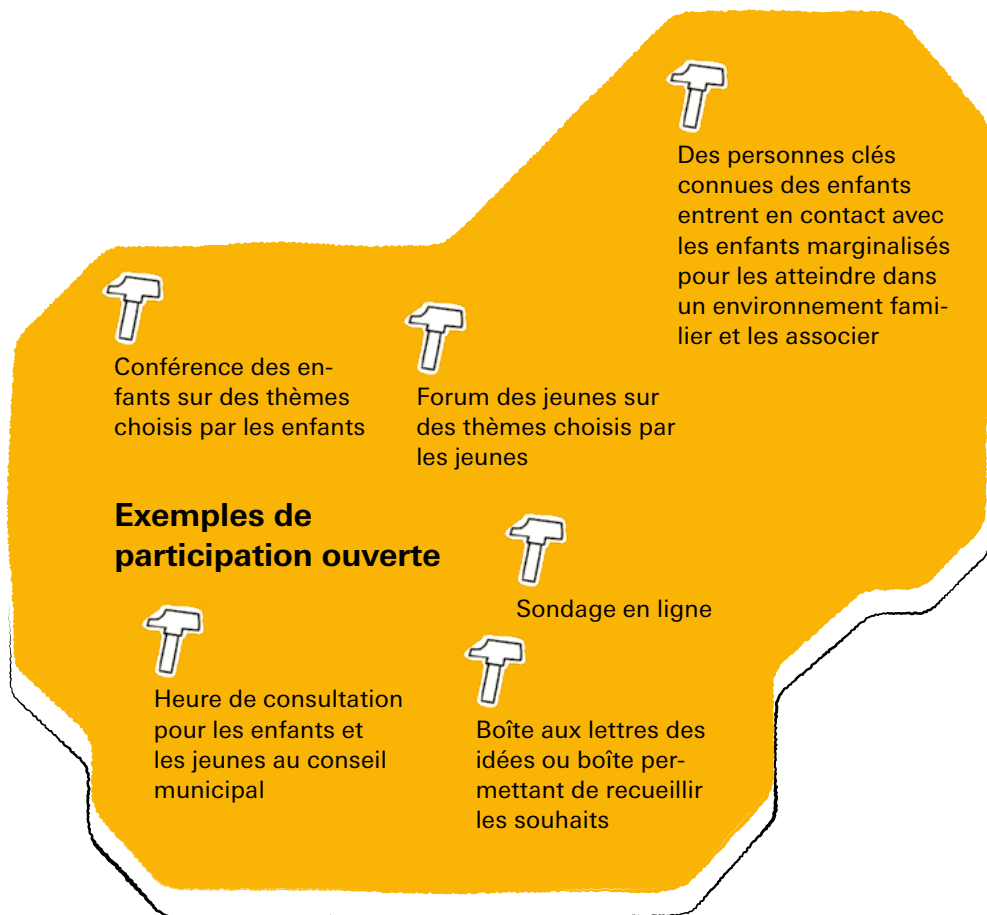 Des personnes clés
connues des enfants
entrent en contact avec
les enfants marginalisés
pour les atteindre dans
un environnement fami-
lier et les associer
Conférence des en-
fants sur des thèmes
choisis par les enfants
Forum des jeunes sur
des thèmes choisis par
les jeunes
Exemples de
participation ouverte
Sondage en ligne
Heure de consultation
pour les enfants et
les jeunes au conseil
municipal
Boîte aux lettres des
idées ou boîte per-
mettant de recueillir
les souhaits